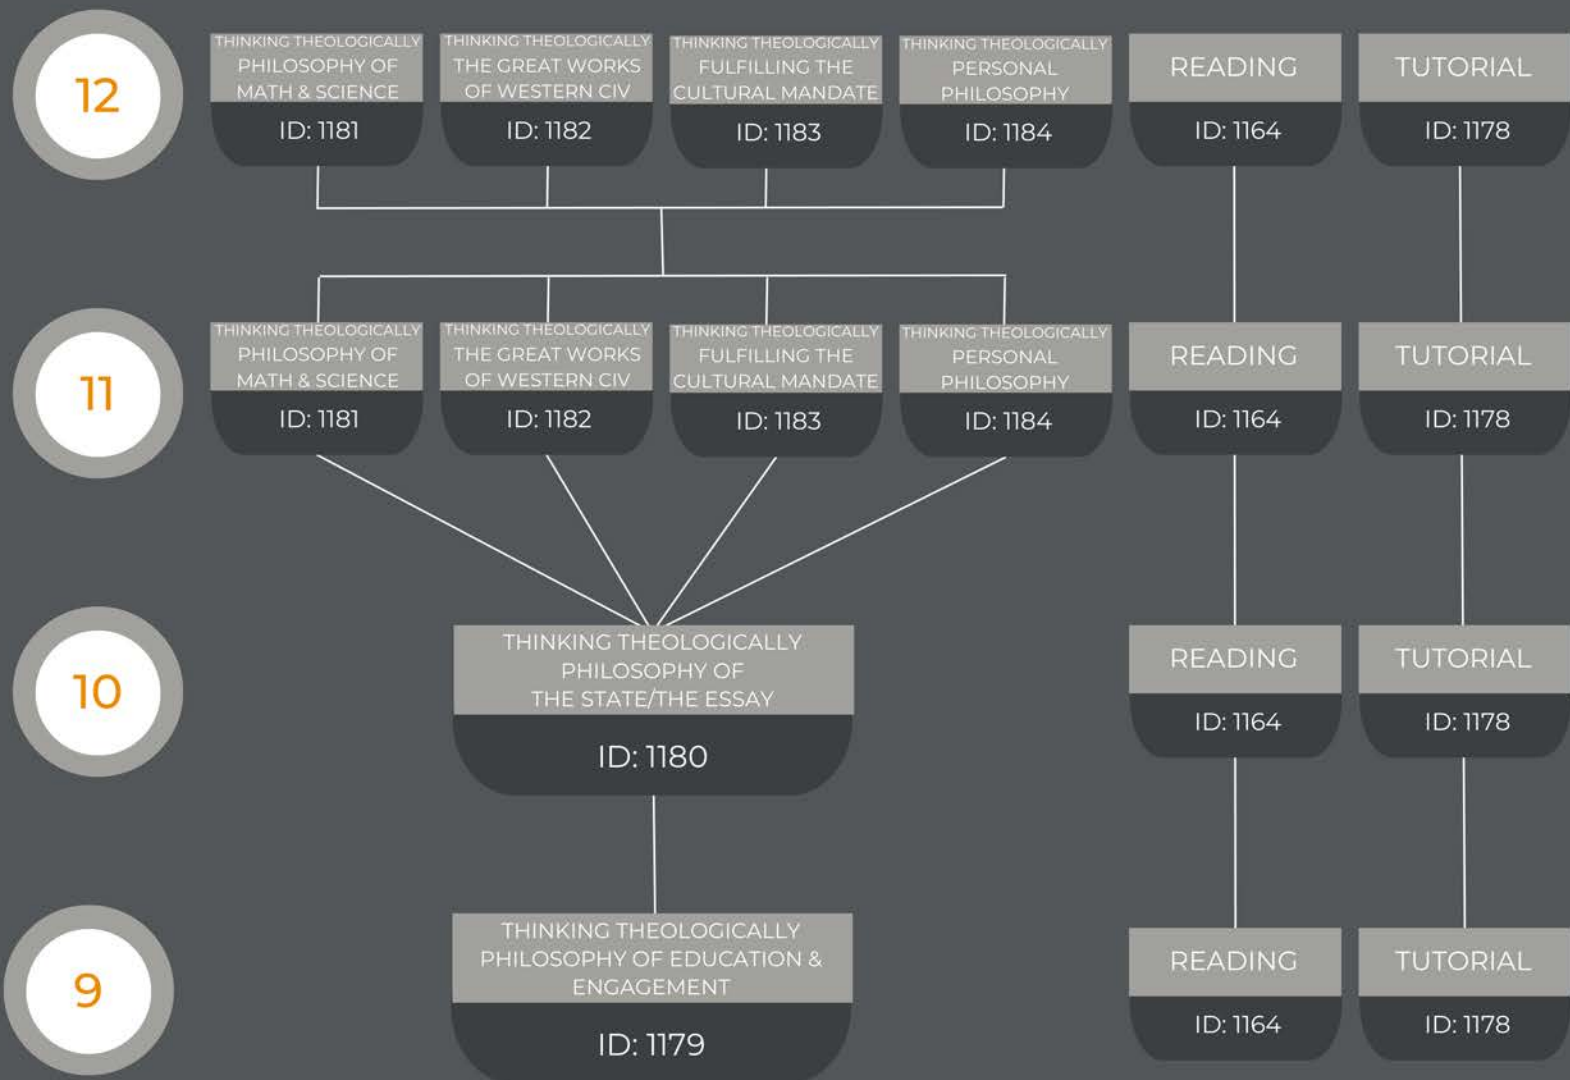 12
THINKING THEOLOGICALLY
PHILOSOPHY OF
MATH & SCIENCE
ID: 1181
THINKING THEOLOGICALLY
THE GREAT WORKS
OF WESTERN CIV
ID: 1182
THINKING THEOLOGICALLY
FULFILLING THE
CULTURAL MANDATE
ID: 1183
THINKING THEOLOGICALLY
PERSONAL
PHILOSOPHY
ID: 1184
READING
ID: 1164
TUTORIAL
ID: 1178
11
THINKING THEOLOGICALLY
PHILOSOPHY OF
MATH & SCIENCE
ID: 1181
THINKING THEOLOGICALLY
THE GREAT WORKS
OF WESTERN CIV
ID: 1182
THINKING THEOLOGICALLY
FULFILLING THE
CULTURAL MANDATE
ID: 1183
THINKING THEOLOGICALLY
PERSONAL
PHILOSOPHY
ID: 1184
READING
ID: 1164
TUTORIAL
ID: 1178
10
THINKING THEOLOGICALLY
PHILOSOPHY OF
THE STATE/THE ESSAY
ID: 1180
READING
ID: 1164
TUTORIAL
ID: 1178
9
THINKING THEOLOGICALLY
PHILOSOPHY OF EDUCATION &
ENGAGEMENT
ID: 1179
READING
ID: 1164
TUTORIAL
ID: 1178